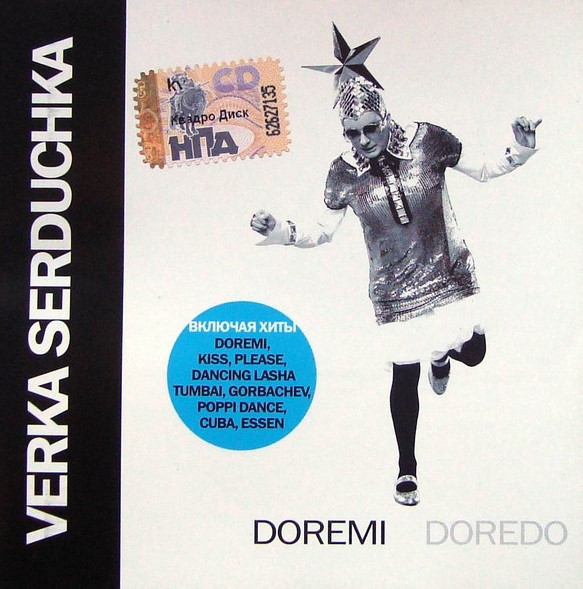 VERKA SERDUCHKA
CD
Квадро Диск
НПД
62627135
ВКЛЮЧАЯ ХИТЫ
DOREMI,
KISS, PLEASE,
DANCING LASHA
TUMBAI, GORBACHEV,
POPPI DANCE,
CUBA, ESSEN
DOREMI DOREDO